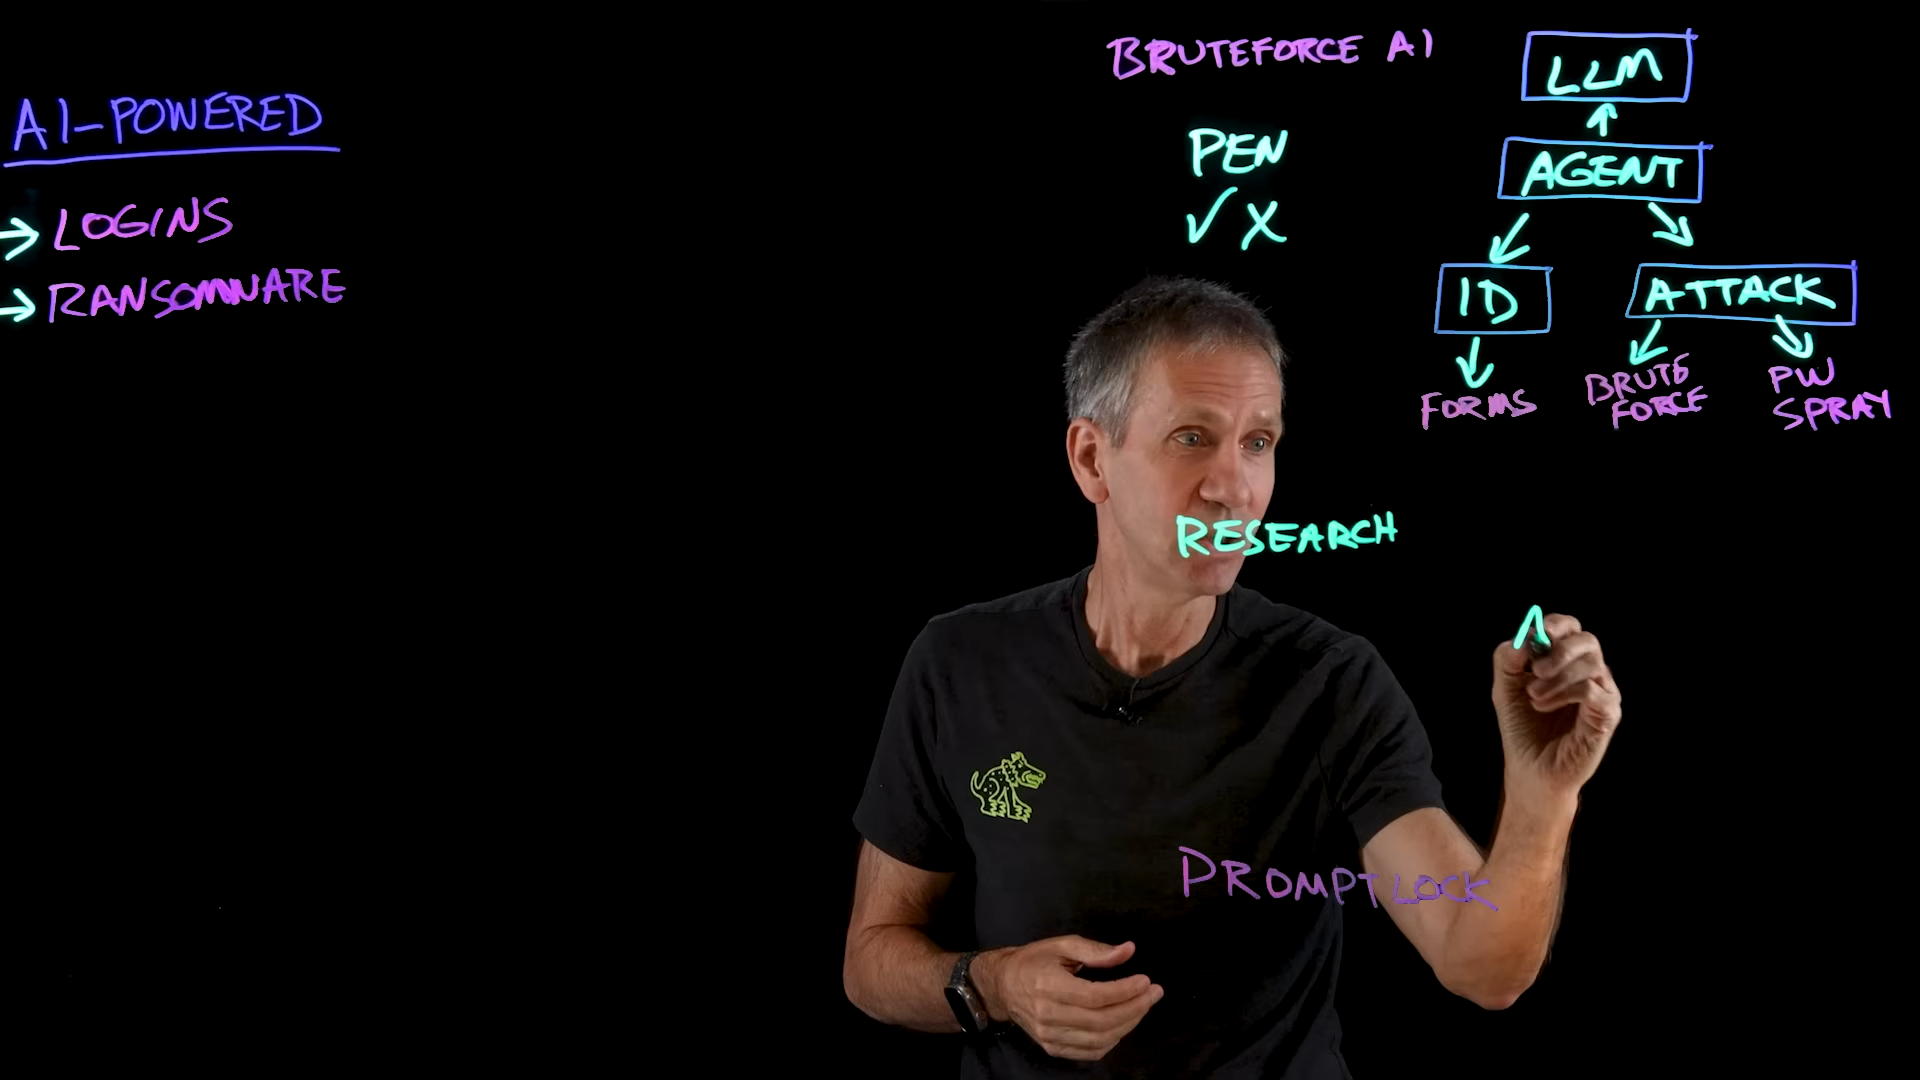 AI-POWERED
→ LOGINS
→ RANSOMWARE
BRUTEFORCE AI
PEN
✓ X
LLM
AGENT
ID
ATTACK
FORMS
BRUTE
FORCE
PW
SPRAY
RESEARCH
A
PROMPTLOCK